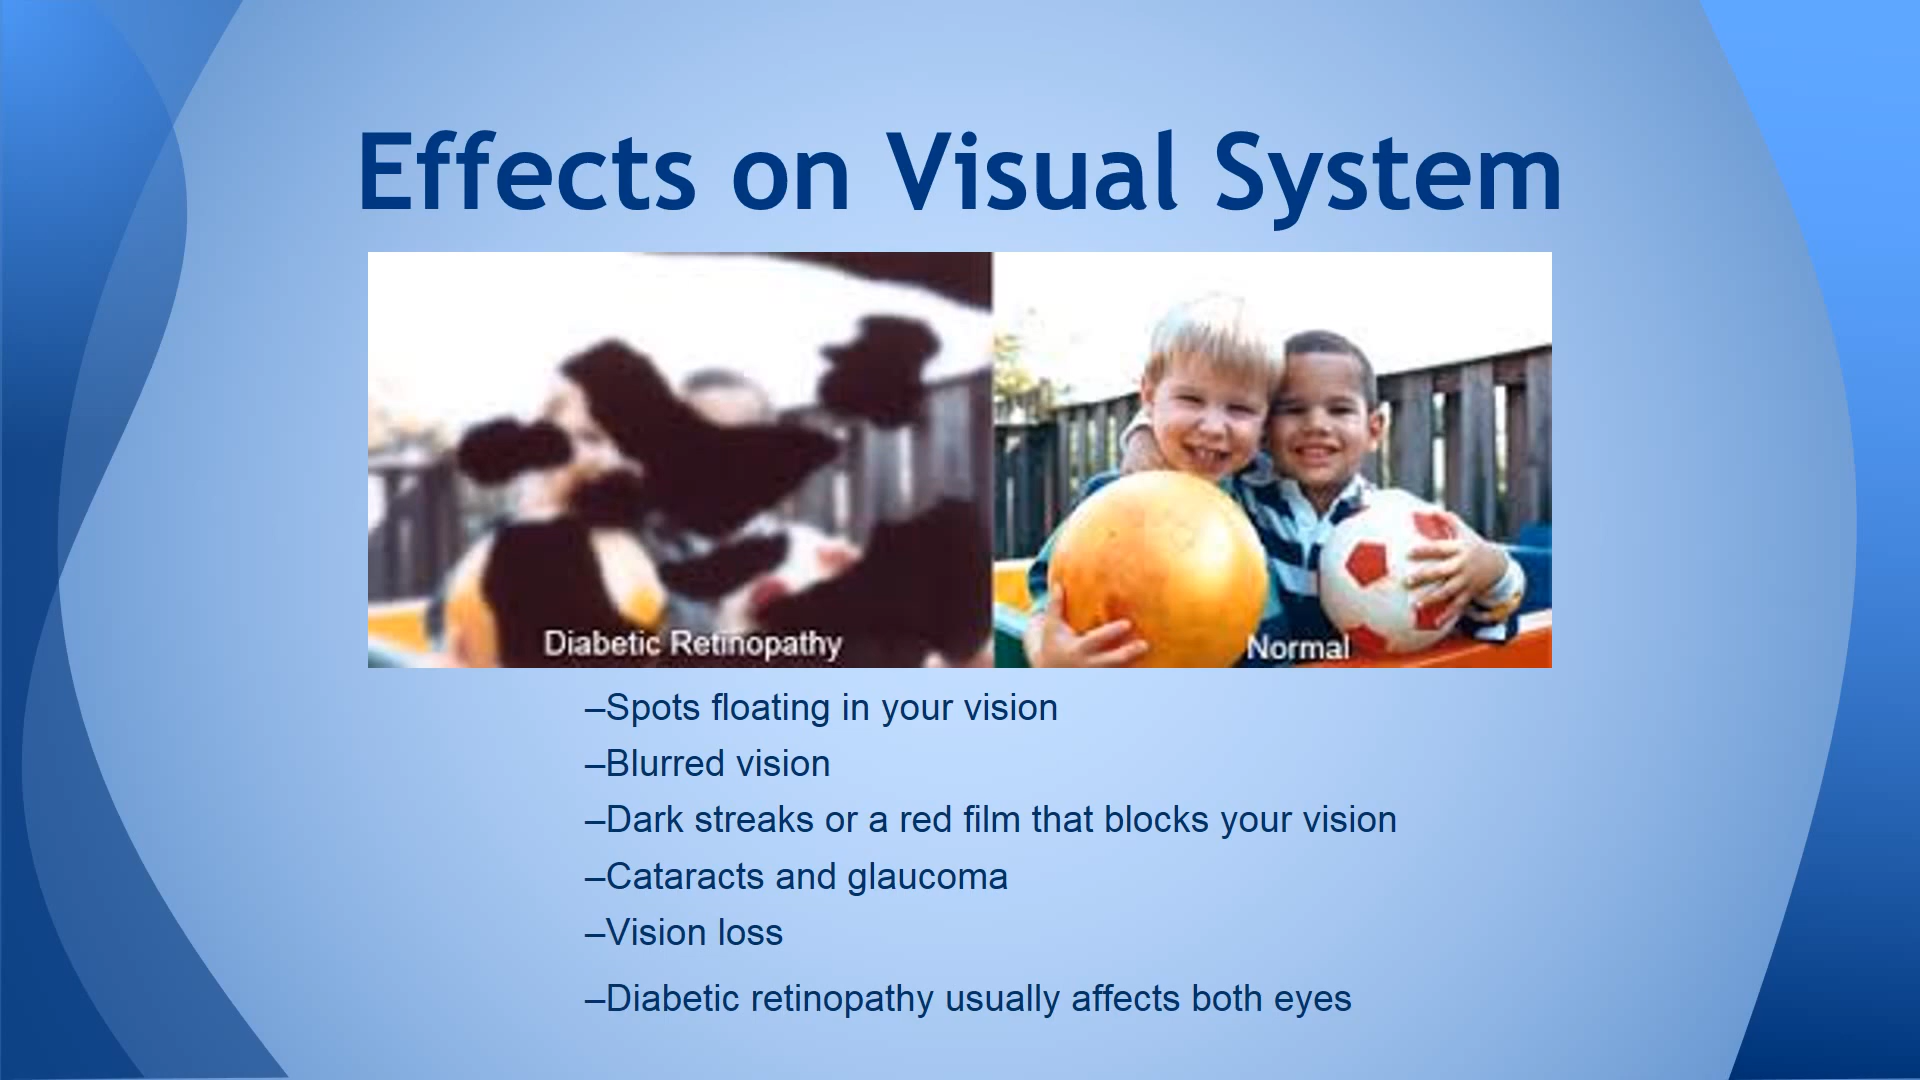 Effects on Visual System
Diabetic Retinopathy
Normal
–Spots floating in your vision
–Blurred vision
–Dark streaks or a red film that blocks your vision
–Cataracts and glaucoma
–Vision loss
–Diabetic retinopathy usually affects both eyes